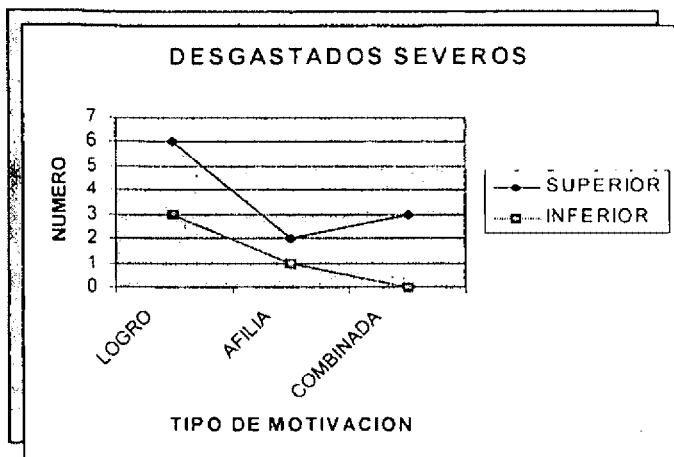 DESGASTADOS SEVEROS
7
6
5
4
3
2
1
0
NUMERO
LOGRO
AFILIA
COMBINADA
TIPO DE MOTIVACION
SUPERIOR
INFERIOR